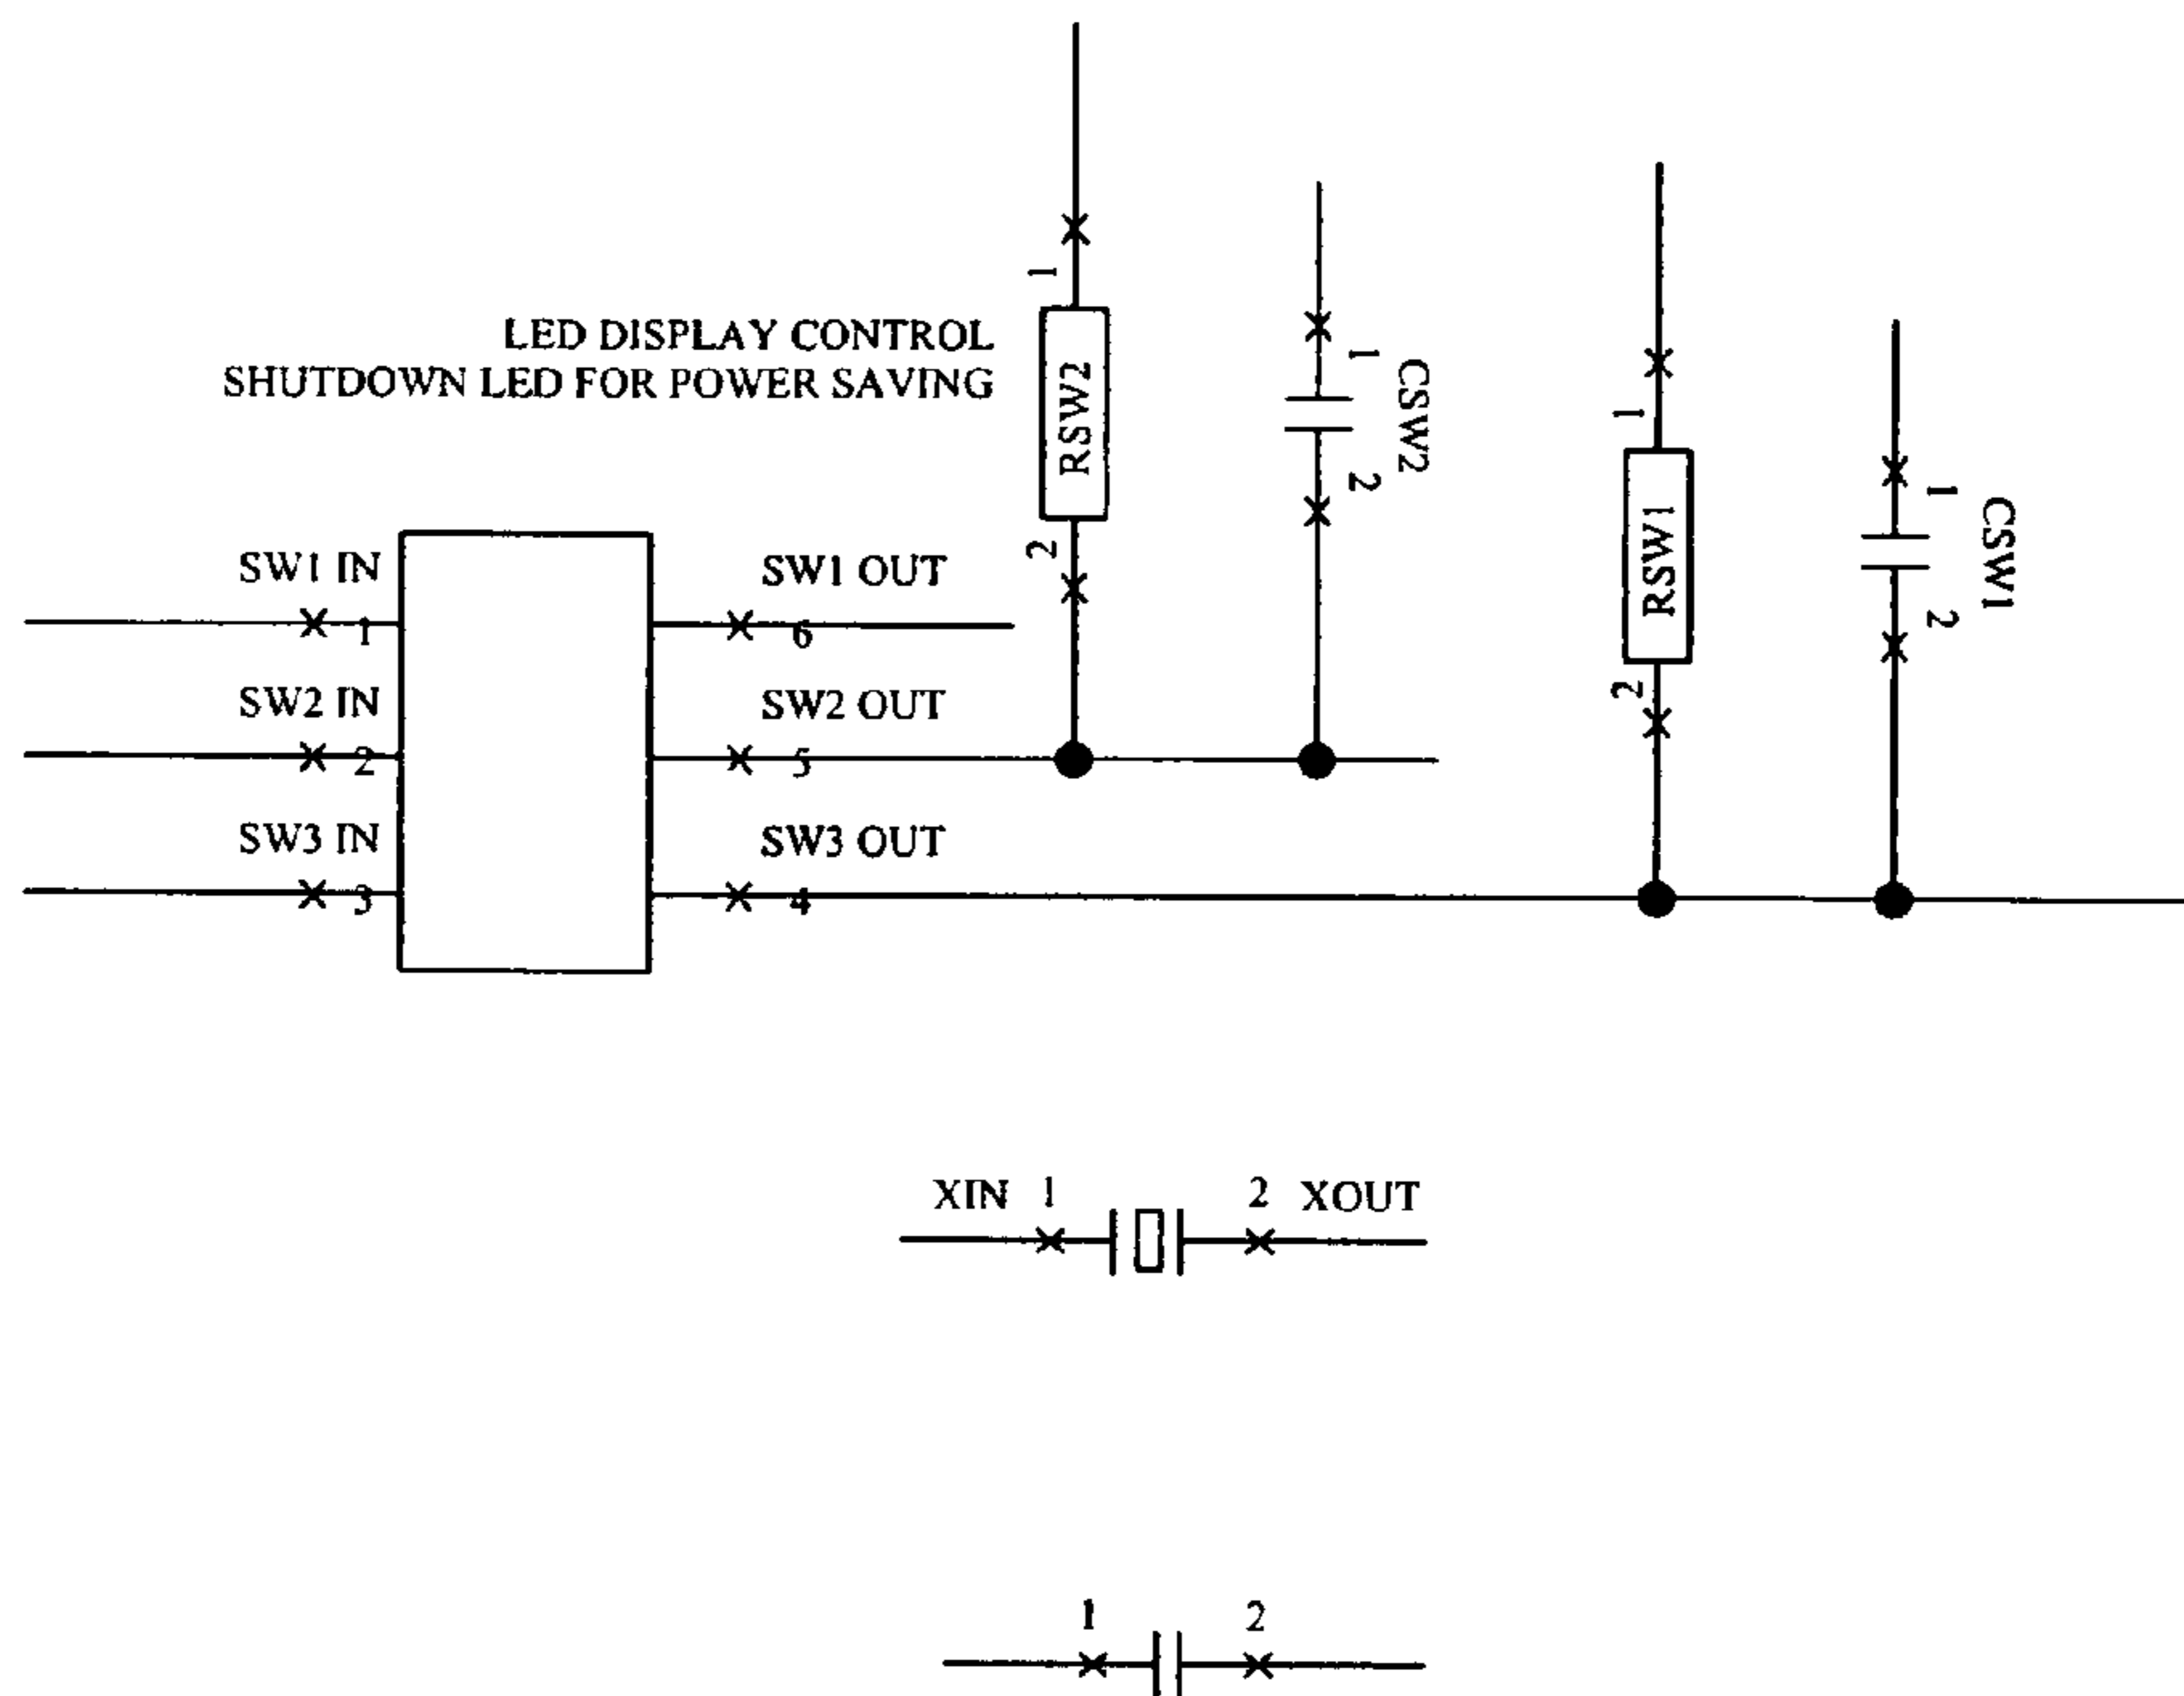 LED DISPLAY CONTROL
SHUTDOWN LED FOR POWER SAVING
1
RSW2
2
1
CSW2
2
1
RSW1
2
1
CSW1
2
SW1 IN
1
SW1 OUT
6
SW2 IN
2
SW2 OUT
5
SW3 IN
3
SW3 OUT
4
XIN 1 2 XOUT
1 2